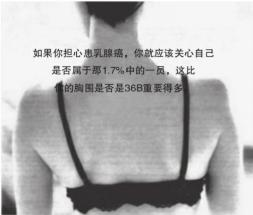 如果你担心患乳腺癌，你就应该关心自己
是否属于那1.7%中的一员，这比
你的胸围是否是36B重要得多